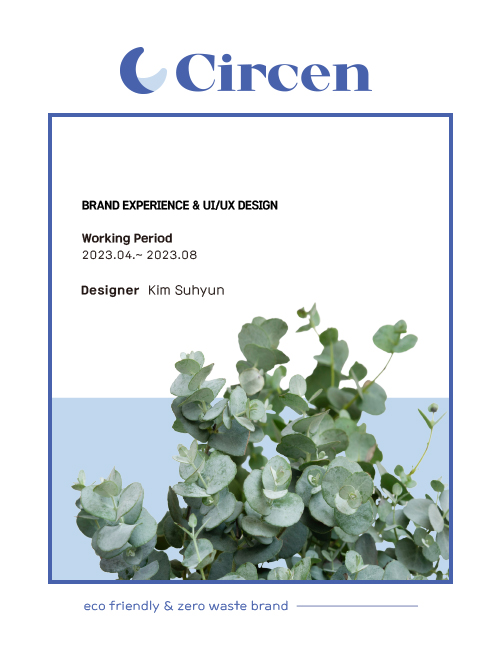 Circen
BRAND EXPERIENCE & UI/UX DESIGN
Working Period
2023.04.~ 2023.08
Designer Kim Suhyun
eco friendly & zero waste brand